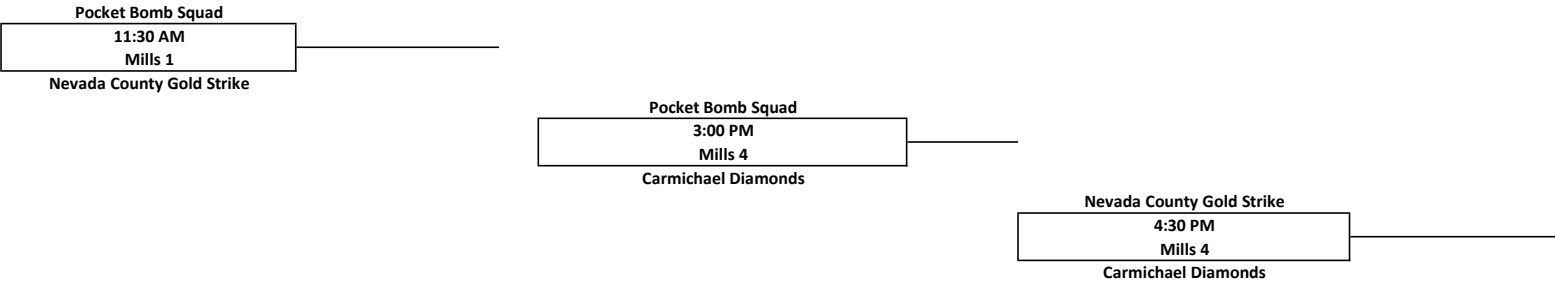 Pocket Bomb Squad
11:30 AM
Mills 1
Nevada County Gold Strike
Pocket Bomb Squad
3:00 PM
Mills 4
Carmichael Diamonds
Nevada County Gold Strike
4:30 PM
Mills 4
Carmichael Diamonds